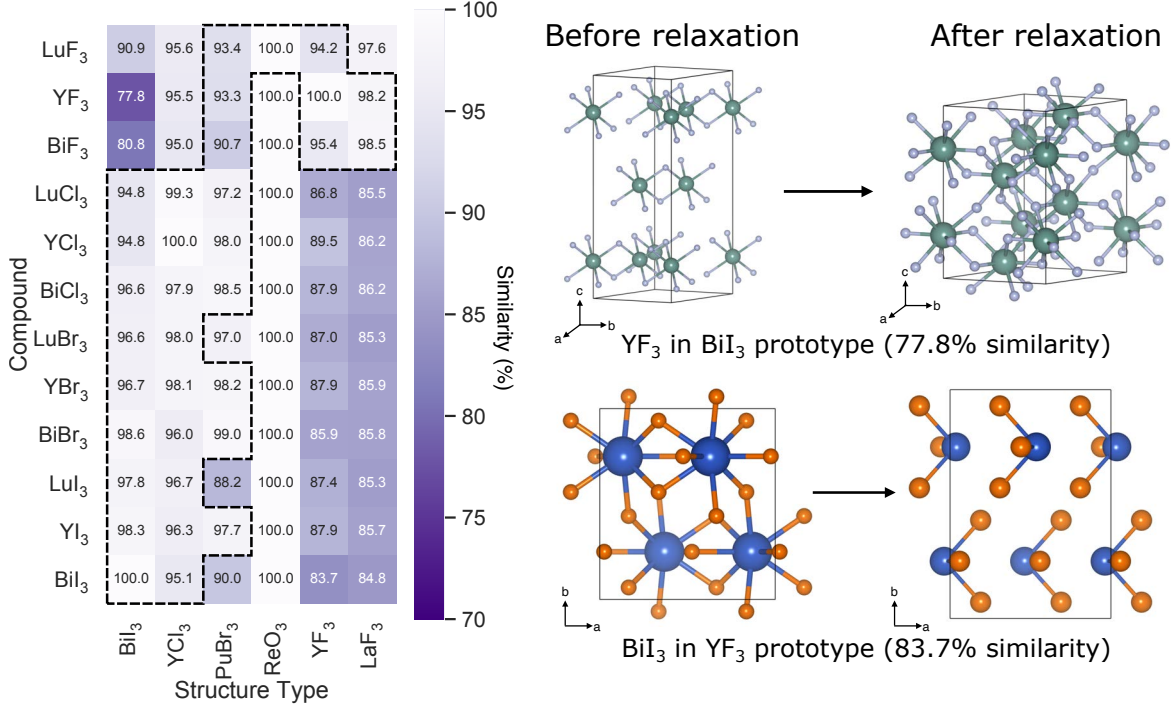 LuF3 90.9 95.6 93.4 100.0 94.2 97.6
YF3 77.8 95.5 93.3 100.0 100.0 98.2
BiF3 80.8 95.0 90.7 100.0 95.4 98.5
LuCl3 94.8 99.3 97.2 100.0 86.8 85.5
YCl3 94.8 100.0 98.0 100.0 89.5 86.2
BiCl3 96.6 97.9 98.5 100.0 87.9 86.2
LuBr3 96.6 98.0 97.0 100.0 87.0 85.3
YBr3 96.7 98.1 98.2 100.0 87.9 85.9
BiBr3 98.6 96.0 99.0 100.0 85.9 85.8
LuI3 97.8 96.7 88.2 100.0 87.4 85.3
YI3 98.3 96.3 97.7 100.0 87.9 85.7
BiI3 100.0 95.1 90.0 100.0 83.7 84.8
BiI3 YCl3 PuBr3 ReO3 YF3 LaF3
Structure Type
Compound
100
95
90
85
80
75
70
Similarity (%)
Before relaxation After relaxation
c
a b
c
a b
YF3 in BiI3 prototype (77.8% similarity)
b
a
b
a
BiI3 in YF3 prototype (83.7% similarity)